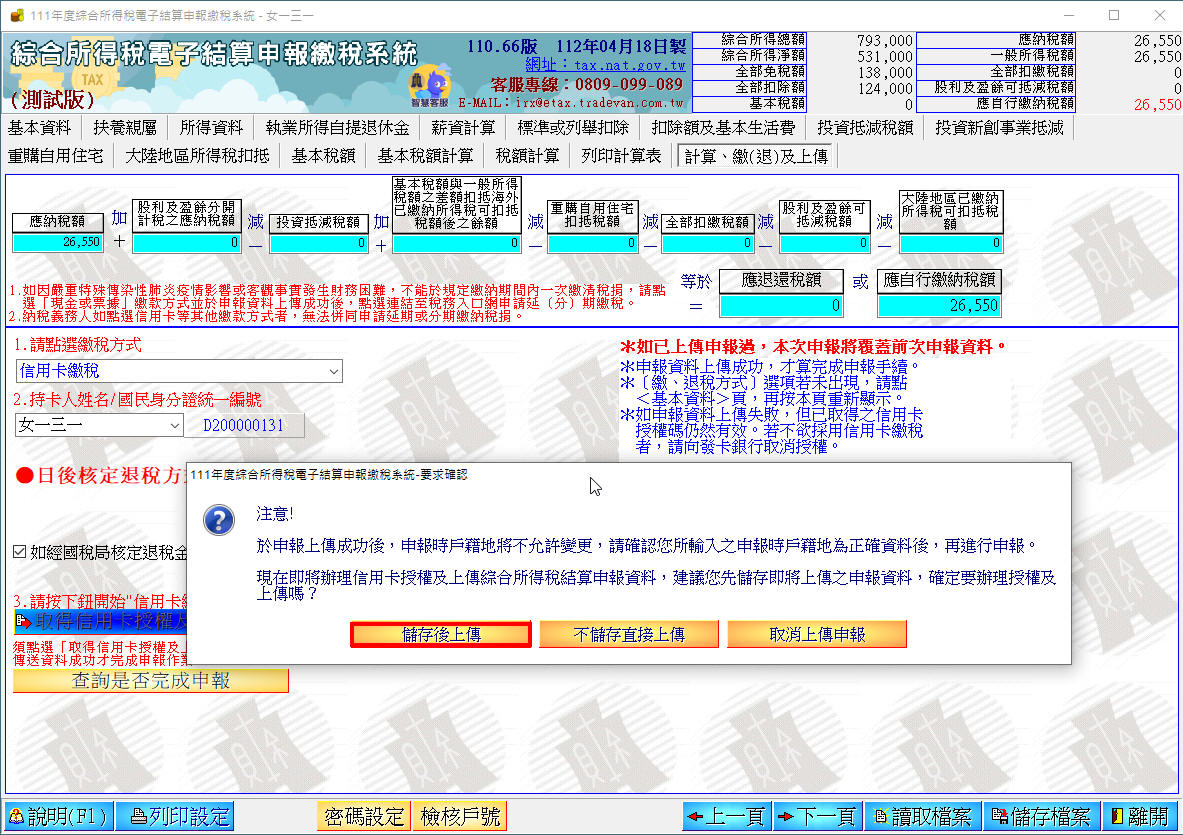 111年度綜合所得稅電子結算申報繳稅系統 - 女一三一
綜合所得稅電子結算申報繳稅系統
TAX
(測試版)
110.66版 112年04月18日製
網址：tax.nat.gov.tw
客服專線：0809-099-089
E-MAIL：irx@etax.tradevan.com.tw
智慧客服
綜合所得總額 793,000 應納稅額 26,550
綜合所得淨額 531,000 一般所得稅額 26,550
全部免稅額 138,000 全部扣繳稅額 0
全部扣除額 124,000 股利及盈餘可抵減稅額 0
基本稅額 0 應自行繳納稅額 26,550
基本資料 扶養親屬 所得資料 執業所得自提退休金 薪資計算 標準或列舉扣除 扣除額及基本生活費 投資抵減稅額 投資新創事業抵減
重購自用住宅 大陸地區所得稅扣抵 基本稅額 基本稅額計算 稅額計算 列印計算表 計算、繳(退)及上傳
應納稅額
26,550
加
＋
股利及盈餘分開
計稅之應納稅額
0
減
－
投資抵減稅額
0
加
＋
基本稅額與一般所得
稅額之差額扣抵海外
已繳納所得稅可扣抵
稅額後之餘額
0
減
－
重購自用住宅
扣抵稅額
0
減
－
全部扣繳稅額
0
減
－
股利及盈餘可
抵減稅額
0
減
－
大陸地區已繳納
所得稅可扣抵稅
額
0
1.如因嚴重特殊傳染性肺炎疫情影響或客觀事實發生財務困難，不能於規定繳納期間內一次繳清稅捐，請點
選「現金或票據」繳款方式並於申報資料上傳成功後，點選連結至稅務入口網申請延（分）期繳稅。
2.納稅義務人如點選信用卡等其他繳款方式者，無法併同申請延期或分期繳納稅捐。
等於
＝
應退還稅額
0
或
應自行繳納稅額
26,550
1.請點選繳稅方式
信用卡繳稅
2.持卡人姓名/國民身分證統一編號
女一三一 D200000131
＊如已上傳申報過，本次申報將覆蓋前次申報資料。
＊申報資料上傳成功，才算完成申報手續。
＊〔繳、退稅方式〕選項若未出現，請點
＜基本資料＞頁，再按本頁重新顯示。
＊如申報資料上傳失敗，但已取得之信用卡
授權碼仍然有效。若不欲採用信用卡繳稅
者，請向發卡銀行取消授權。
●日後核定退稅方
如經國稅局核定退稅金
3.請按下鈕開始"信用卡
取得信用卡授權及
須點選「取得信用卡授權及
傳送資料成功才完成申報作業
查詢是否完成申報
111年度綜合所得稅電子結算申報繳稅系統-要求確認
注意!
於申報上傳成功後，申報時戶籍地將不允許變更，請確認您所輸入之申報時戶籍地為正確資料後，再進行申報。
現在即將辦理信用卡授權及上傳綜合所得稅結算申報資料，建議您先儲存即將上傳之申報資料，確定要辦理授權及
上傳嗎？
儲存後上傳 不儲存直接上傳 取消上傳申報
說明(F1) 列印設定 密碼設定 檢核戶號 上一頁 下一頁 讀取檔案 儲存檔案 離開